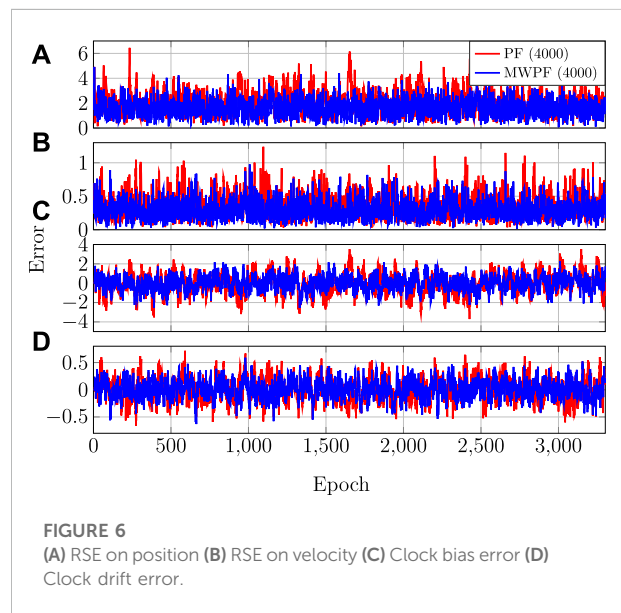 A
6
4
2
0
PF (4000)
MWPF (4000)
B
1
0.5
0
C
Error
4
2
0
−2
−4
D
0.5
0
−0.5
0
500
1,000
1,500
2,000
2,500
3,000
Epoch
FIGURE 6
(A) RSE on position (B) RSE on velocity (C) Clock bias error (D)
Clock drift error.